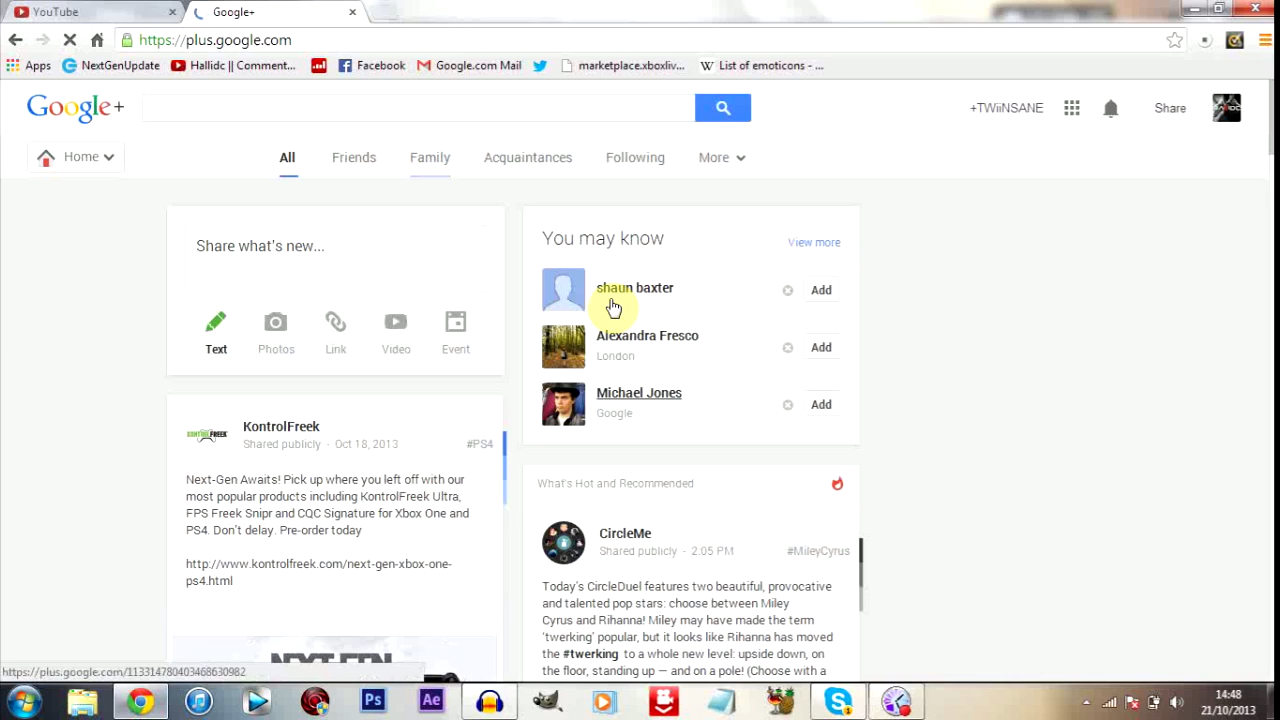 YouTube
Google+
https://plus.google.com
Apps
NextGenUpdate
Hallidc || Comment...
Facebook
Google.com Mail
marketplace.xboxliv...
W List of emoticons - ...
Google+
+TWiiNSANE
Share
Home
All
Friends
Family
Acquaintances
Following
More
Share what's new...
Text
Photos
Link
Video
Event
You may know
View more
shaun baxter
Add
Alexandra Fresco
London
Add
Michael Jones
Google
Add
KontrolFreek
Shared publicly - Oct 18, 2013
#PS4
Next-Gen Awaits! Pick up where you left off with our
most popular products including KontrolFreek Ultra,
FPS Freek Snipr and CQC Signature for Xbox One and
PS4. Don't delay. Pre-order today
http://www.kontrolfreek.com/next-gen-xbox-one-
ps4.html
NEXT GEN
What's Hot and Recommended
CircleMe
Shared publicly - 2:05 PM
#MileyCyrus
Today's CircleDuel features two beautiful, provocative
and talented pop stars: choose between Miley
Cyrus and Rihanna! Miley may have made the term
'twerking' popular, but it looks like Rihanna has moved
the #twerking to a whole new level: upside down, on
the floor, standing up — and on a pole! (Choose with a
https://plus.google.com/113314780403468630982
Ps
Ae
14:48
21/10/2013